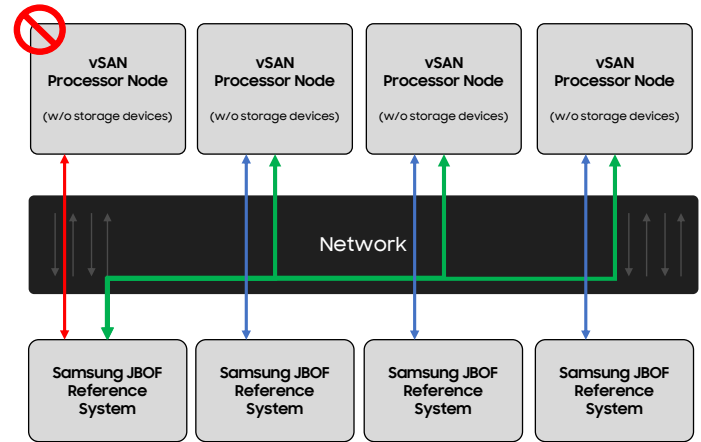 vSAN
Processor Node
(w/o storage devices)
vSAN
Processor Node
(w/o storage devices)
vSAN
Processor Node
(w/o storage devices)
vSAN
Processor Node
(w/o storage devices)
Network
Samsung JBOF
Reference
System
Samsung JBOF
Reference
System
Samsung JBOF
Reference
System
Samsung JBOF
Reference
System